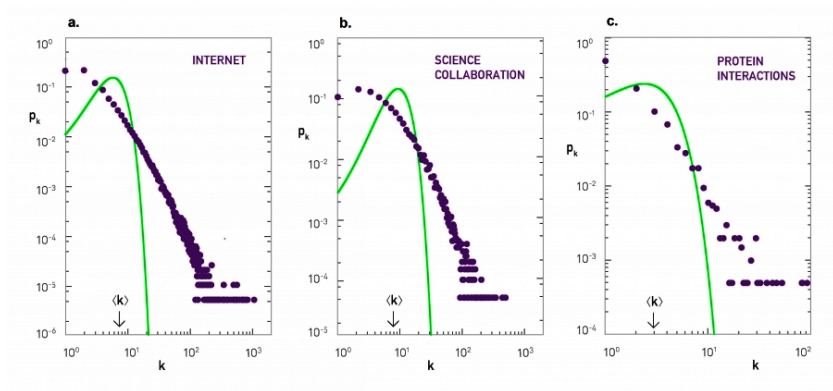 a.
INTERNET
10⁰
10⁻¹
pₖ
10⁻²
10⁻³
10⁻⁴
10⁻⁵
10⁻⁶
⟨k⟩
10⁰ 10¹ 10² 10³
k
b.
SCIENCE
COLLABORATION
10⁰
10⁻¹
pₖ
10⁻²
10⁻³
10⁻⁴
10⁻⁵
⟨k⟩
10⁰ 10¹ 10² 10³
k
c.
PROTEIN
INTERACTIONS
10⁰
10⁻¹
pₖ
10⁻²
10⁻³
10⁻⁴
⟨k⟩
10⁰ 10¹ 10²
k